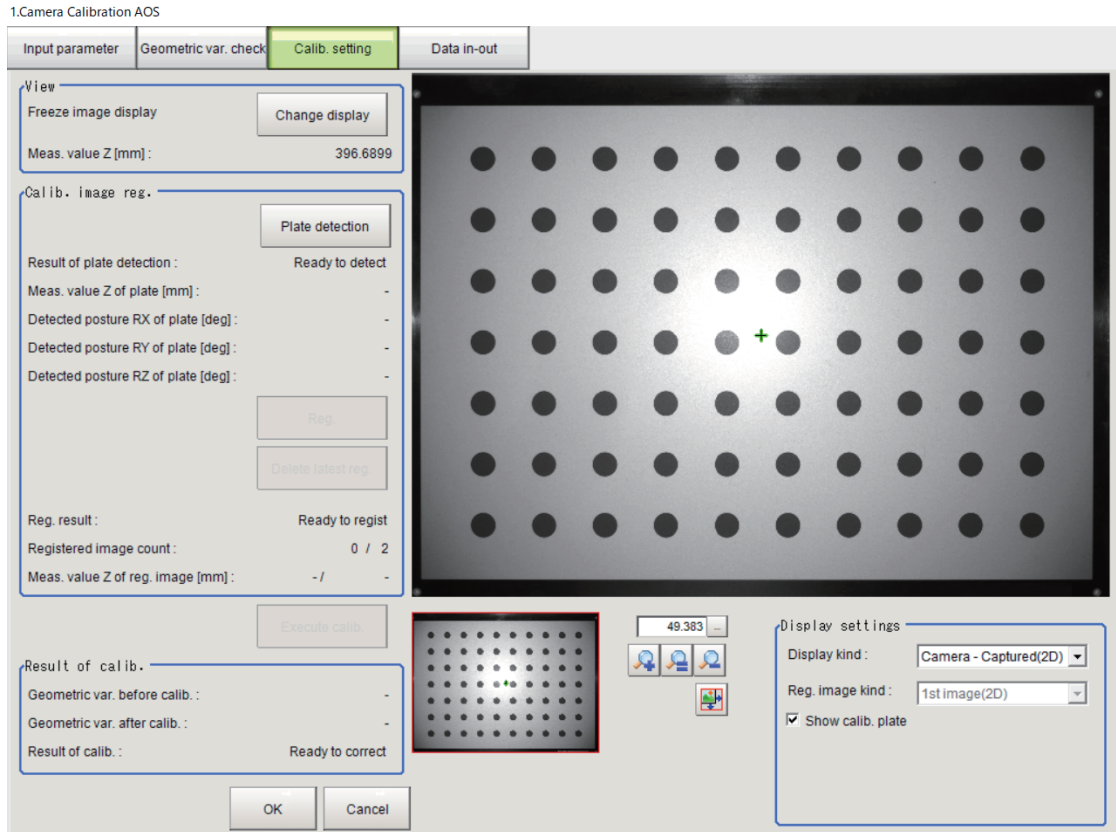 1.Camera Calibration AOS
Input parameter
Geometric var. check
Calib. setting
Data in-out
View
Freeze image display
Change display
Meas. value Z [mm] :
396.6899
Calib. image reg.
Plate detection
Result of plate detection :
Ready to detect
Meas. value Z of plate [mm] :
-
Detected posture RX of plate [deg] :
-
Detected posture RY of plate [deg] :
-
Detected posture RZ of plate [deg] :
-
Reg.
Delete latest reg.
Reg. result :
Ready to regist
Registered image count :
0 / 2
Meas. value Z of reg. image [mm] :
- / -
Execute calib.
Result of calib.
Geometric var. before calib. :
-
Geometric var. after calib. :
-
Result of calib. :
Ready to correct
OK
Cancel
49.383
...
Display settings
Display kind :
Camera - Captured(2D)
Reg. image kind :
1st image(2D)
Show calib. plate